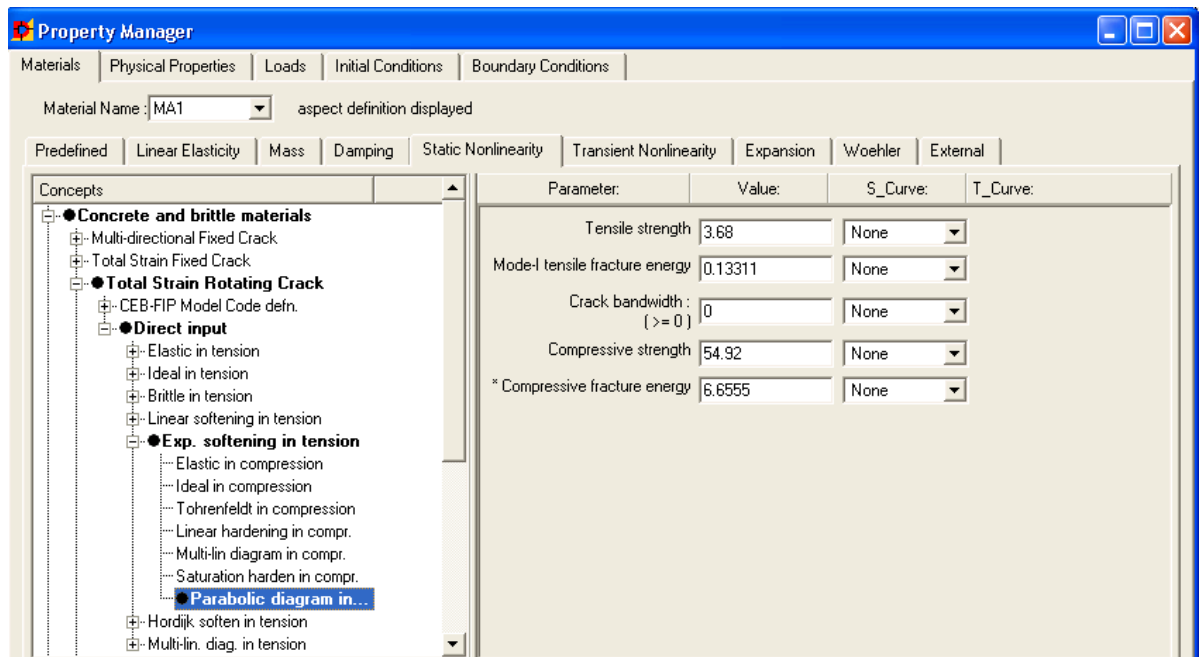 Property Manager
Materials Physical Properties Loads Initial Conditions Boundary Conditions
Material Name : MA1 aspect definition displayed
Predefined Linear Elasticity Mass Damping Static Nonlinearity Transient Nonlinearity Expansion Woehler External
Concepts
Concrete and brittle materials
Multi-directional Fixed Crack
Total Strain Fixed Crack
Total Strain Rotating Crack
CEB-FIP Model Code defn.
Direct input
Elastic in tension
Ideal in tension
Brittle in tension
Linear softening in tension
Exp. softening in tension
Elastic in compression
Ideal in compression
Tohrenfeldt in compression
Linear hardening in compr.
Multi-lin diagram in compr.
Saturation harden in compr.
Parabolic diagram in...
Hordijk soften in tension
Multi-lin. diag. in tension
Parameter: Value: S_Curve: T_Curve:
Tensile strength 3.68 None
Mode-I tensile fracture energy 0.13311 None
Crack bandwidth :
( >= 0 ) 0 None
Compressive strength 54.92 None
* Compressive fracture energy 6.6555 None